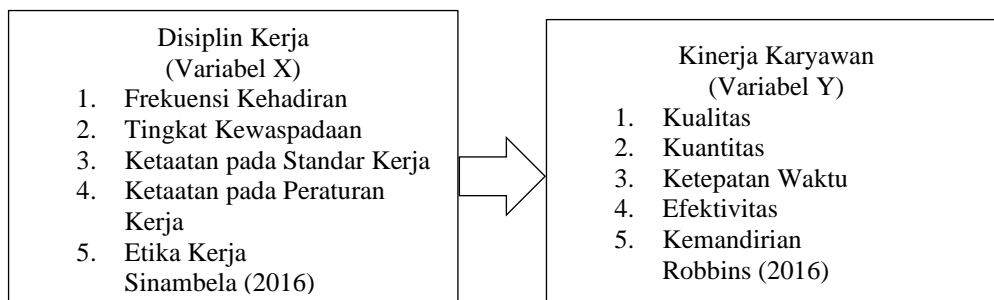 Disiplin Kerja
(Variabel X)
1. Frekuensi Kehadiran
2. Tingkat Kewaspadaan
3. Ketaatan pada Standar Kerja
4. Ketaatan pada Peraturan
Kerja
5. Etika Kerja
Sinambela (2016)
Kinerja Karyawan
(Variabel Y)
1. Kualitas
2. Kuantitas
3. Ketepatan Waktu
4. Efektivitas
5. Kemandirian
Robbins (2016)